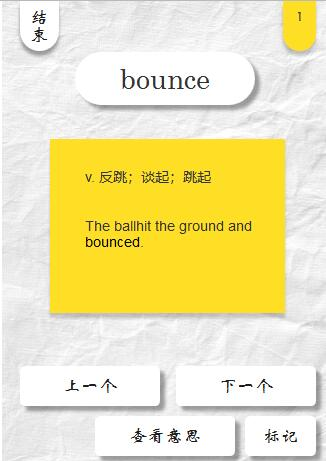 结束
1
bounce
v. 反跳；谈起；跳起
The ballhit the ground and
bounced.
上一个
下一个
查看意思
标记